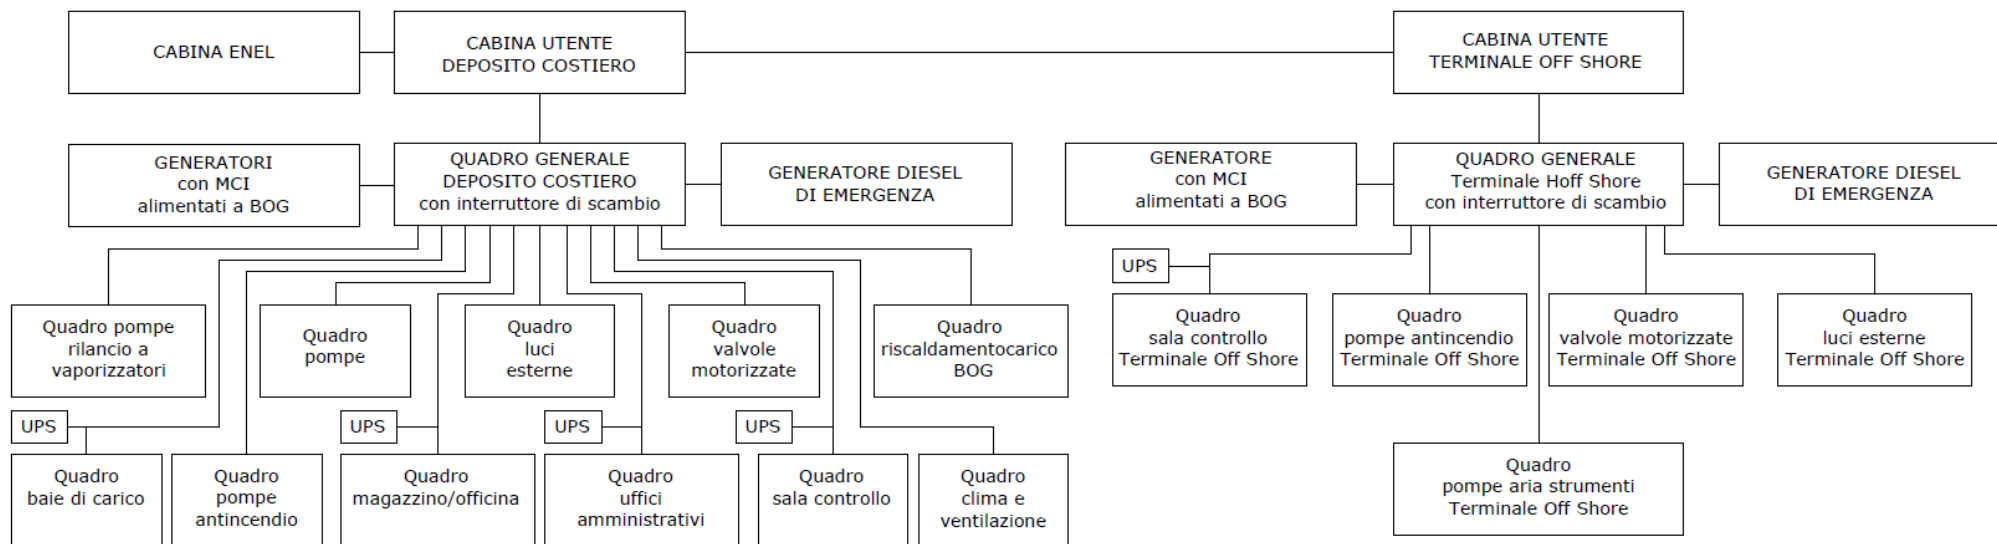 CABINA ENEL
CABINA UTENTE
DEPOSITO COSTIERO
CABINA UTENTE
TERMINALE OFF SHORE
GENERATORI
con MCI
alimentati a BOG
QUADRO GENERALE
DEPOSITO COSTIERO
con interruttore di scambio
GENERATORE DIESEL
DI EMERGENZA
GENERATORE
con MCI
alimentati a BOG
QUADRO GENERALE
Terminale Hoff Shore
con interruttore di scambio
GENERATORE DIESEL
DI EMERGENZA
UPS
Quadro pompe
rilancio a
vaporizzatori
Quadro
pompe
Quadro
luci
esterne
Quadro
valvole
motorizzate
Quadro
riscaldamentocarico
BOG
Quadro
sala controllo
Terminale Off Shore
Quadro
pompe antincendio
Terminale Off Shore
Quadro
valvole motorizzate
Terminale Off Shore
Quadro
luci esterne
Terminale Off Shore
UPS
UPS
UPS
UPS
Quadro
baie di carico
Quadro
pompe
antincendio
Quadro
magazzino/officina
Quadro
uffici
amministrativi
Quadro
sala controllo
Quadro
clima e
ventilazione
Quadro
pompe aria strumenti
Terminale Off Shore